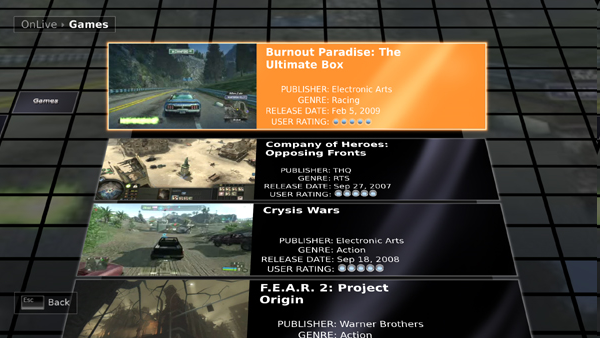 OnLive › Games
Burnout Paradise: The
Ultimate Box
PUBLISHER: Electronic Arts
GENRE: Racing
RELEASE DATE: Feb 5, 2009
USER RATING:
Games
Company of Heroes:
Opposing Fronts
PUBLISHER: THQ
GENRE: RTS
RELEASE DATE: Sep 27, 2007
USER RATING:
Crysis Wars
PUBLISHER: Electronic Arts
GENRE: Action
RELEASE DATE: Sep 18, 2008
USER RATING:
F.E.A.R. 2: Project
Origin
PUBLISHER: Warner Brothers
GENRE: Action
Esc Back